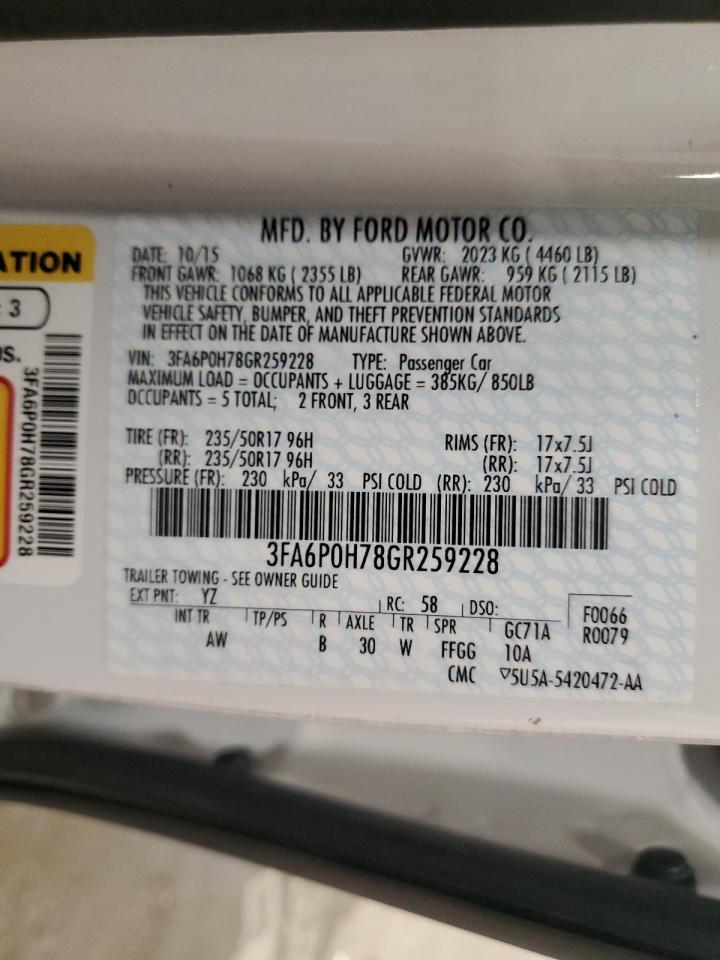 MFD. BY FORD MOTOR CO.
DATE: 10/15 GVWR: 2023 KG ( 4460 LB)
FRONT GAWR: 1068 KG ( 2355 LB) REAR GAWR: 959 KG ( 2115 LB)
THIS VEHICLE CONFORMS TO ALL APPLICABLE FEDERAL MOTOR
VEHICLE SAFETY, BUMPER, AND THEFT PREVENTION STANDARDS
IN EFFECT ON THE DATE OF MANUFACTURE SHOWN ABOVE.
VIN: 3FA6P0H78GR259228 TYPE: Passenger Car
MAXIMUM LOAD = OCCUPANTS + LUGGAGE = 385KG/ 850LB
OCCUPANTS = 5 TOTAL; 2 FRONT, 3 REAR
TIRE (FR): 235/50R17 96H RIMS (FR): 17x7.5J
(RR): 235/50R17 96H (RR): 17x7.5J
PRESSURE (FR): 230 kPa/ 33 PSI COLD (RR): 230 kPa/ 33 PSI COLD
3FA6P0H78GR259228
TRAILER TOWING - SEE OWNER GUIDE
EXT PNT: YZ RC: 58 DSO: F0066
INT TR TP/PS R AXLE TR SPR GC71A R0079
AW B 30 W FFGG 10A
CMC ▽5U5A-5420472-AA
ATION
: 3
S.
3FA6P0H78GR259228